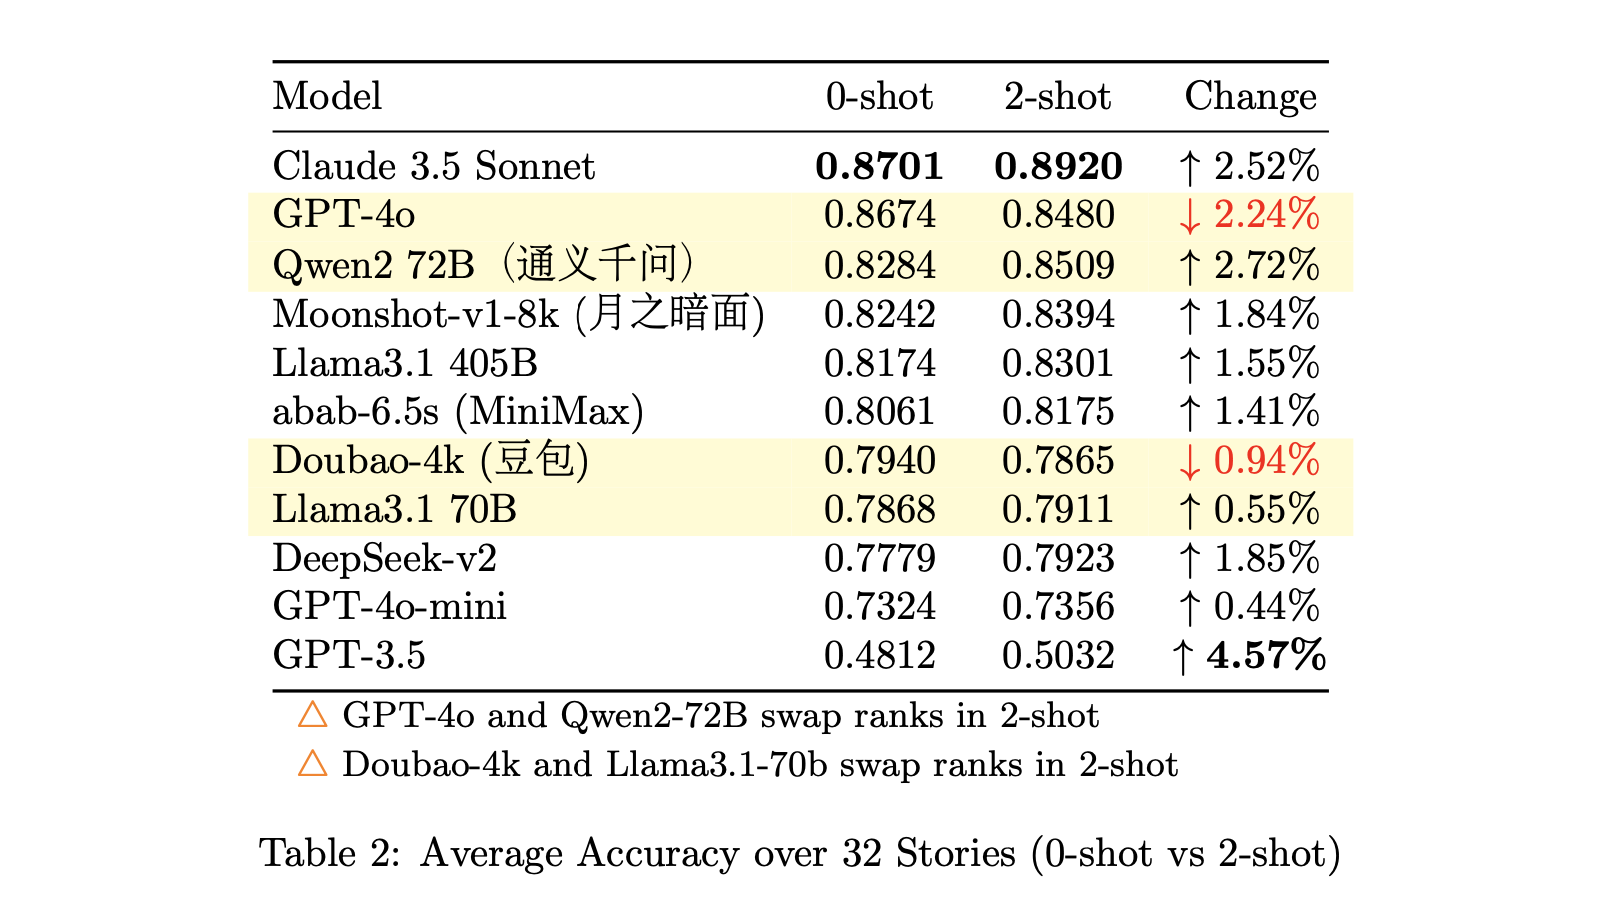 Model 0-shot 2-shot Change
Claude 3.5 Sonnet 0.8701 0.8920 ↑ 2.52%
GPT-4o 0.8674 0.8480 ↓ 2.24%
Qwen2 72B（通义千问） 0.8284 0.8509 ↑ 2.72%
Moonshot-v1-8k (月之暗面) 0.8242 0.8394 ↑ 1.84%
Llama3.1 405B 0.8174 0.8301 ↑ 1.55%
abab-6.5s (MiniMax) 0.8061 0.8175 ↑ 1.41%
Doubao-4k (豆包) 0.7940 0.7865 ↓ 0.94%
Llama3.1 70B 0.7868 0.7911 ↑ 0.55%
DeepSeek-v2 0.7779 0.7923 ↑ 1.85%
GPT-4o-mini 0.7324 0.7356 ↑ 0.44%
GPT-3.5 0.4812 0.5032 ↑ 4.57%
△ GPT-4o and Qwen2-72B swap ranks in 2-shot
△ Doubao-4k and Llama3.1-70b swap ranks in 2-shot
Table 2: Average Accuracy over 32 Stories (0-shot vs 2-shot)